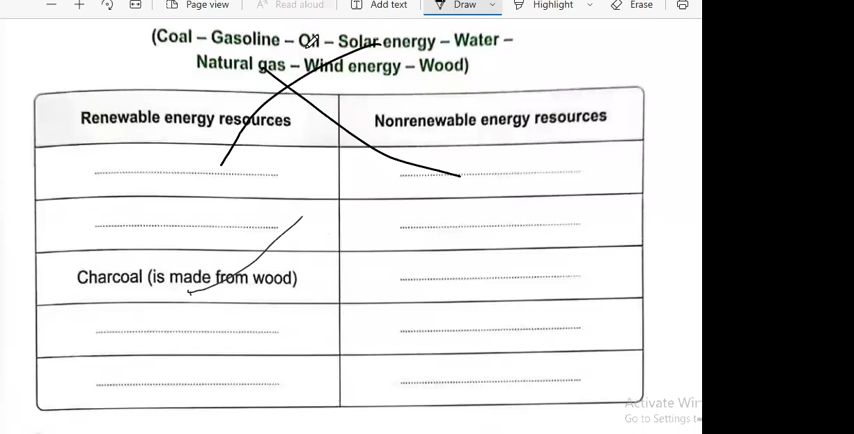 Page view
Read aloud
Add text
Draw
Highlight
Erase
(Coal – Gasoline – Oil – Solar energy – Water –
Natural gas – Wind energy – Wood)
Renewable energy resources
Nonrenewable energy resources
Charcoal (is made from wood)
Activate Wi
Go to Settings t